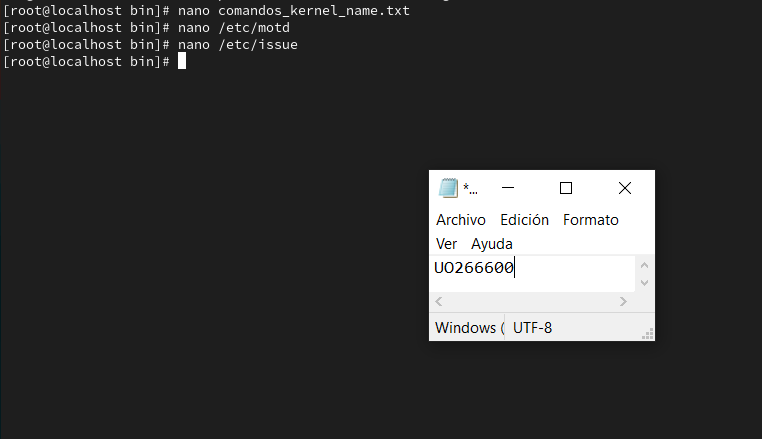 [root@localhost bin]# nano comandos_kernel_name.txt
[root@localhost bin]# nano /etc/motd
[root@localhost bin]# nano /etc/issue
[root@localhost bin]#
*...
Archivo Edición Formato
Ver Ayuda
UO266600
Windows ( UTF-8